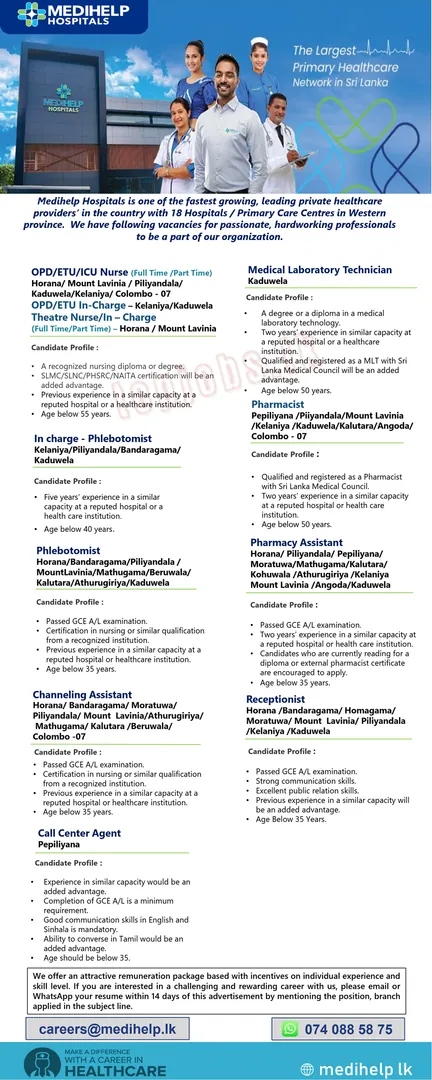 MEDIHELP
HOSPITALS
The Largest
Primary Healthcare
Network in Sri Lanka
MEDIHELP
HOSPITALS
Medihelp Hospitals is one of the fastest growing, leading private healthcare
providers' in the country with 18 Hospitals / Primary Care Centres in Western
province. We have following vacancies for passionate, hardworking professionals
to be a part of our organization.
OPD/ETU/ICU Nurse (Full Time /Part Time)
Horana/ Mount Lavinia / Piliyandala/
Kaduwela/Kelaniya/ Colombo - 07
OPD/ETU In-Charge – Kelaniya/Kaduwela
Theatre Nurse/In – Charge
(Full Time/Part Time) – Horana / Mount Lavinia
Candidate Profile :
• A recognized nursing diploma or degree.
• SLMC/SLNC/PHSRC/NAITA certification will be an
added advantage.
• Previous experience in a similar capacity at a
reputed hospital or a healthcare institution.
• Age below 55 years.
In charge - Phlebotomist
Kelaniya/Piliyandala/Bandaragama/
Kaduwela
Candidate Profile :
• Five years' experience in a similar
capacity at a reputed hospital or a
health care institution.
• Age below 40 years.
Phlebotomist
Horana/Bandaragama/Piliyandala /
MountLavinia/Mathugama/Beruwala/
Kalutara/Athurugiriya/Kaduwela
Candidate Profile :
• Passed GCE A/L examination.
• Certification in nursing or similar qualification
from a recognized institution.
• Previous experience in a similar capacity at a
reputed hospital or healthcare institution.
• Age below 35 years.
Channeling Assistant
Horana/ Bandaragama/ Moratuwa/
Piliyandala/ Mount Lavinia/Athurugiriya/
Mathugama/ Kalutara /Beruwala/
Colombo -07
Candidate Profile :
• Passed GCE A/L examination.
• Certification in nursing or similar qualification
from a recognized institution.
• Previous experience in a similar capacity at a
reputed hospital or healthcare institution.
• Age below 35 years.
Call Center Agent
Pepiliyana
Candidate Profile :
• Experience in similar capacity would be an
added advantage.
• Completion of GCE A/L is a minimum
requirement.
• Good communication skills in English and
Sinhala is mandatory.
• Ability to converse in Tamil would be an
added advantage.
• Age should be below 35.
Medical Laboratory Technician
Kaduwela
Candidate Profile :
• A degree or a diploma in a medical
laboratory technology.
• Two years' experience in similar capacity at
a reputed hospital or a healthcare
institution.
• Qualified and registered as a MLT with Sri
Lanka Medical Council will be an added
advantage.
• Age below 50 years.
Pharmacist
Pepiliyana /Piiyandala/Mount Lavinia
/Kelaniya /Kaduwela/Kalutara/Angoda/
Colombo - 07
Candidate Profile :
• Qualified and registered as a Pharmacist
with Sri Lanka Medical Council.
• Two years' experience in a similar capacity
at a reputed hospital or health care
institution.
• Age below 50 years.
Pharmacy Assistant
Horana/ Piliyandala/ Pepiliyana/
Moratuwa/Mathugama/Kalutara/
Kohuwala /Athurugiriya /Kelaniya
Mount Lavinia /Angoda/Kaduwela
Candidate Profile :
• Passed GCE A/L examination.
• Two years' experience in a similar capacity at
a reputed hospital or health care institution.
• Candidates who are currently reading for a
diploma or external pharmacist certificate
are encouraged to apply.
• Age below 35 years.
Receptionist
Horana /Bandaragama/ Homagama/
Moratuwa/ Mount Lavinia/ Piliyandala
/Kelaniya /Kaduwela
Candidate Profile :
• Passed GCE A/L examination.
• Strong communication skills.
• Excellent public relation skills.
• Previous experience in a similar capacity will
be an added advantage.
• Age Below 35 Years.
We offer an attractive remuneration package based with incentives on individual experience and
skill level. If you are interested in a challenging and rewarding career with us, please email or
WhatsApp your resume within 14 days of this advertisement by mentioning the position, branch
applied in the subject line.
careers@medihelp.lk
074 088 58 75
MAKE A DIFFERENCE
WITH A CAREER IN
HEALTHCARE
medihelp lk